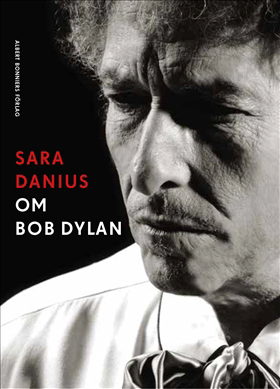 ALBERT BONNIERS FÖRLAG
SARA
DANIUS
OM
BOB DYLAN